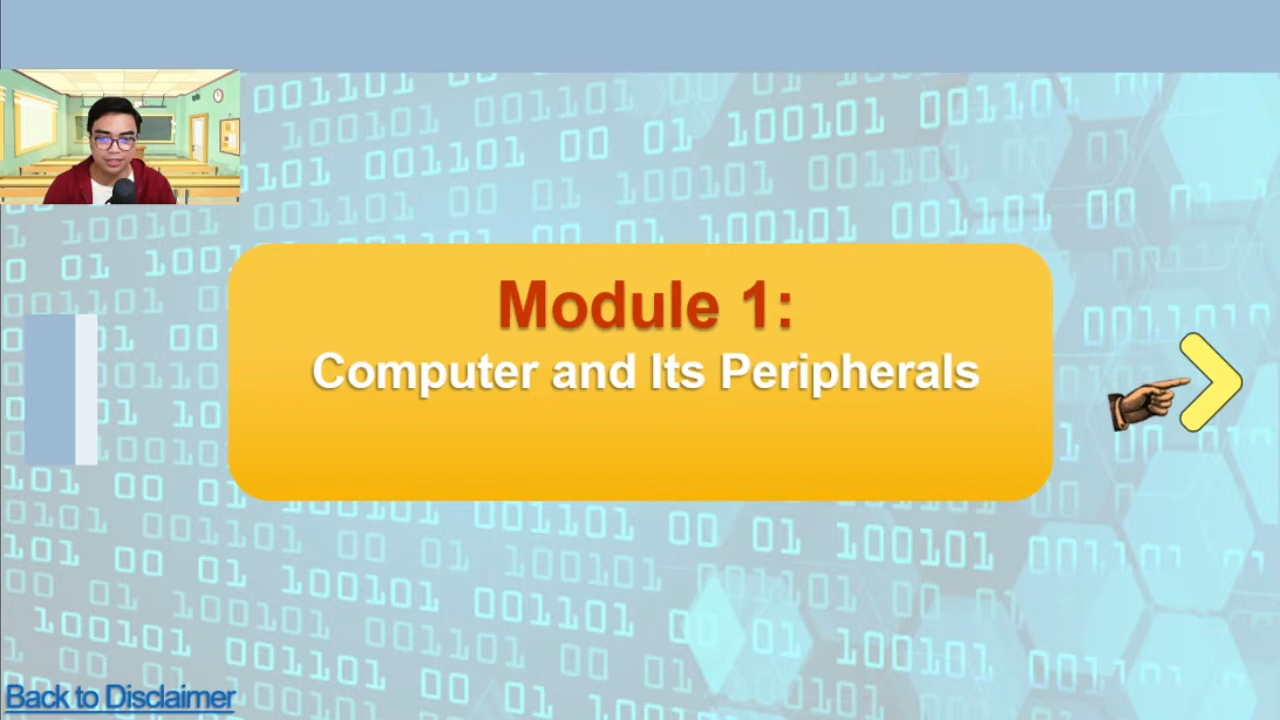 Module 1:
Computer and Its Peripherals
Back to Disclaimer